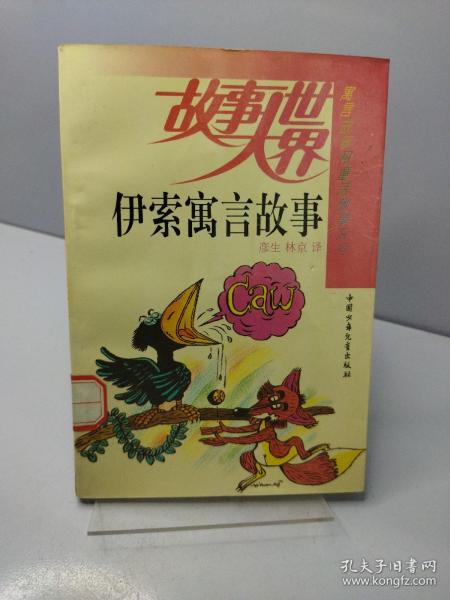 故事大世界
伊索寓言故事
彦生 林京 译
Caw
中国少年儿童出版社
孔夫子旧书网
www.kongfz.com